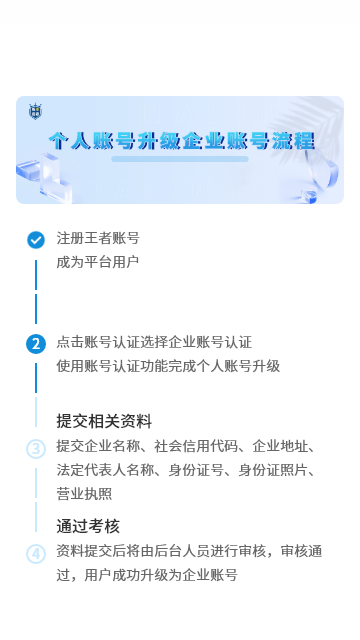 个人账号升级企业账号流程
注册王者账号
成为平台用户
2
点击账号认证选择企业账号认证
使用账号认证功能完成个人账号升级
提交相关资料
3
提交企业名称、社会信用代码、企业地址、
法定代表人名称、身份证号、身份证照片、
营业执照
通过考核
4
资料提交后将由后台人员进行审核，审核通
过，用户成功升级为企业账号